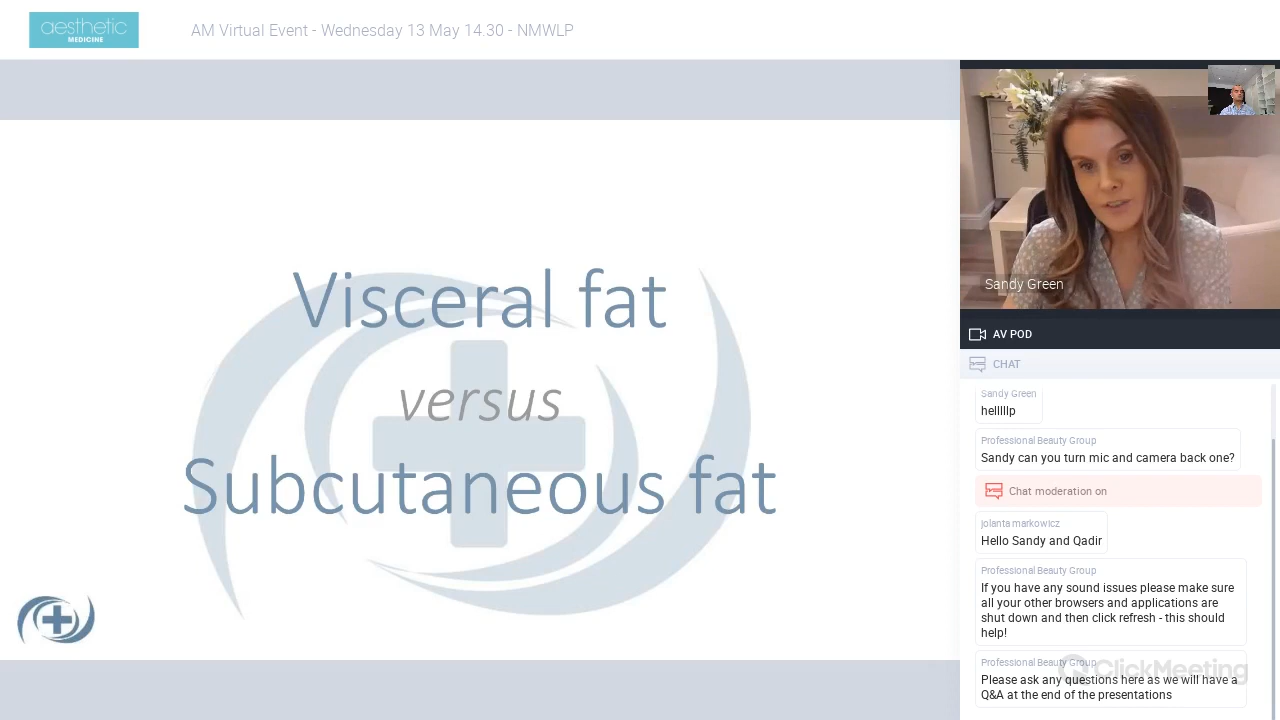 aesthetic
MEDICINE
AM Virtual Event - Wednesday 13 May 14.30 - NMWLP
Visceral fat
versus
Subcutaneous fat
Sandy Green
AV POD
CHAT
Sandy Green
helllllp
Professional Beauty Group
Sandy can you turn mic and camera back one?
Chat moderation on
jolanta markowicz
Hello Sandy and Qadir
Professional Beauty Group
If you have any sound issues please make sure
all your other browsers and applications are
shut down and then click refresh - this should
help!
Professional Beauty Group
ClickMeeting
Please ask any questions here as we will have a
Q&A at the end of the presentations